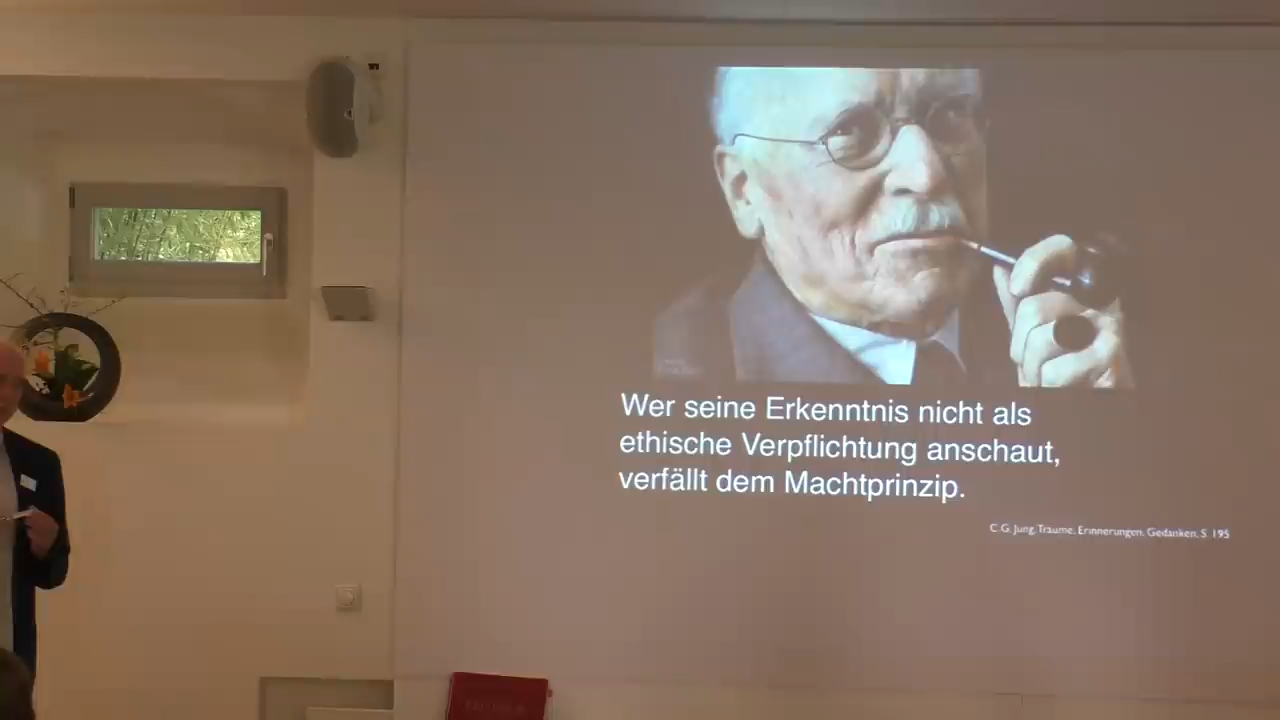 Wer seine Erkenntnis nicht als
ethische Verpflichtung anschaut,
verfällt dem Machtprinzip.
C. G. Jung, Träume, Erinnerungen, Gedanken, S. 195